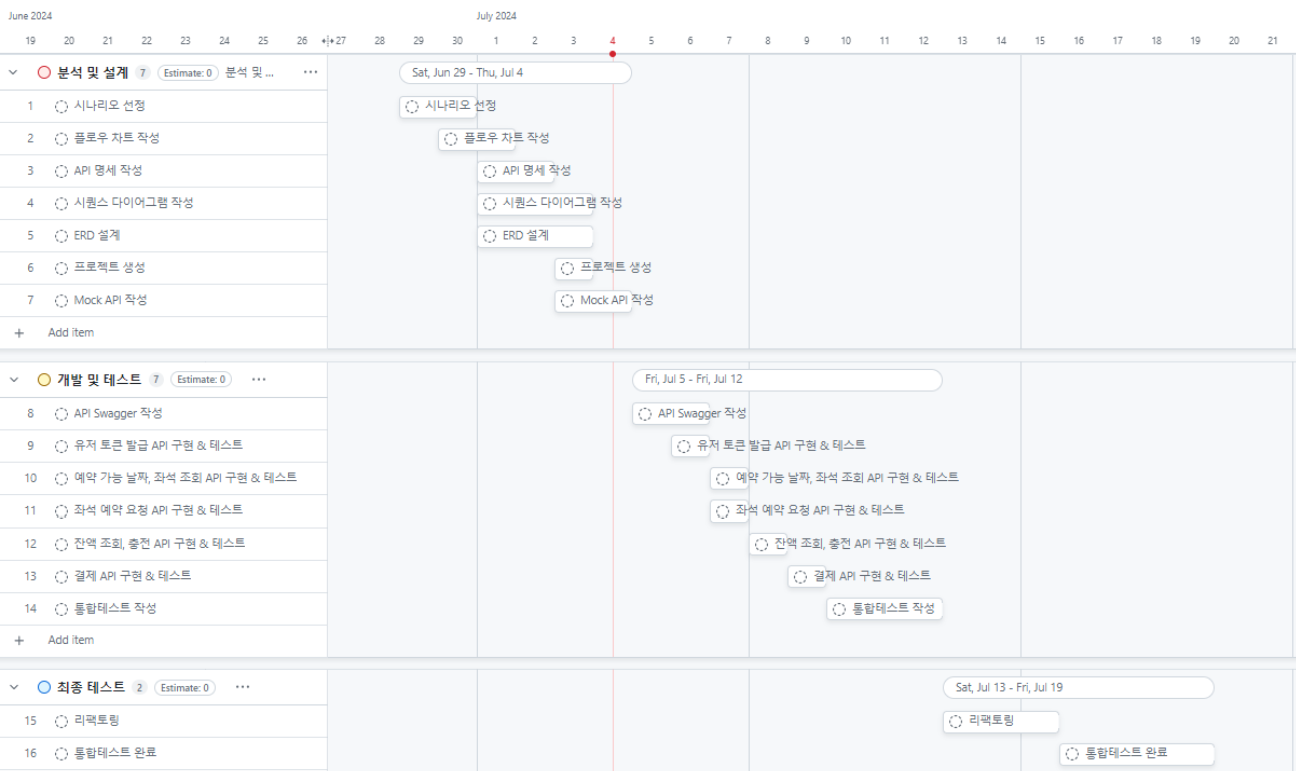 June 2024 July 2024
19 20 21 22 23 24 25 26 27 28 29 30 1 2 3 4 5 6 7 8 9 10 11 12 13 14 15 16 17 18 19 20 21
분석 및 설계 7 Estimate: 0 분석 및 ... Sat, Jun 29 - Thu, Jul 4
1 시나리오 선정 시나리오 선정
2 플로우 차트 작성 플로우 차트 작성
3 API 명세 작성 API 명세 작성
4 시퀀스 다이어그램 작성 시퀀스 다이어그램 작성
5 ERD 설계 ERD 설계
6 프로젝트 생성 프로젝트 생성
7 Mock API 작성 Mock API 작성
Add item
개발 및 테스트 7 Estimate: 0 Fri, Jul 5 - Fri, Jul 12
8 API Swagger 작성 API Swagger 작성
9 유저 토큰 발급 API 구현 & 테스트 유저 토큰 발급 API 구현 & 테스트
10 예약 가능 날짜, 좌석 조회 API 구현 & 테스트 예약 가능 날짜, 좌석 조회 API 구현 & 테스트
11 좌석 예약 요청 API 구현 & 테스트 좌석 예약 요청 API 구현 & 테스트
12 잔액 조회, 충전 API 구현 & 테스트 잔액 조회, 충전 API 구현 & 테스트
13 결제 API 구현 & 테스트 결제 API 구현 & 테스트
14 통합테스트 작성 통합테스트 작성
Add item
최종 테스트 2 Estimate: 0 Sat, Jul 13 - Fri, Jul 19
15 리팩토링 리팩토링
16 통합테스트 완료 통합테스트 완료